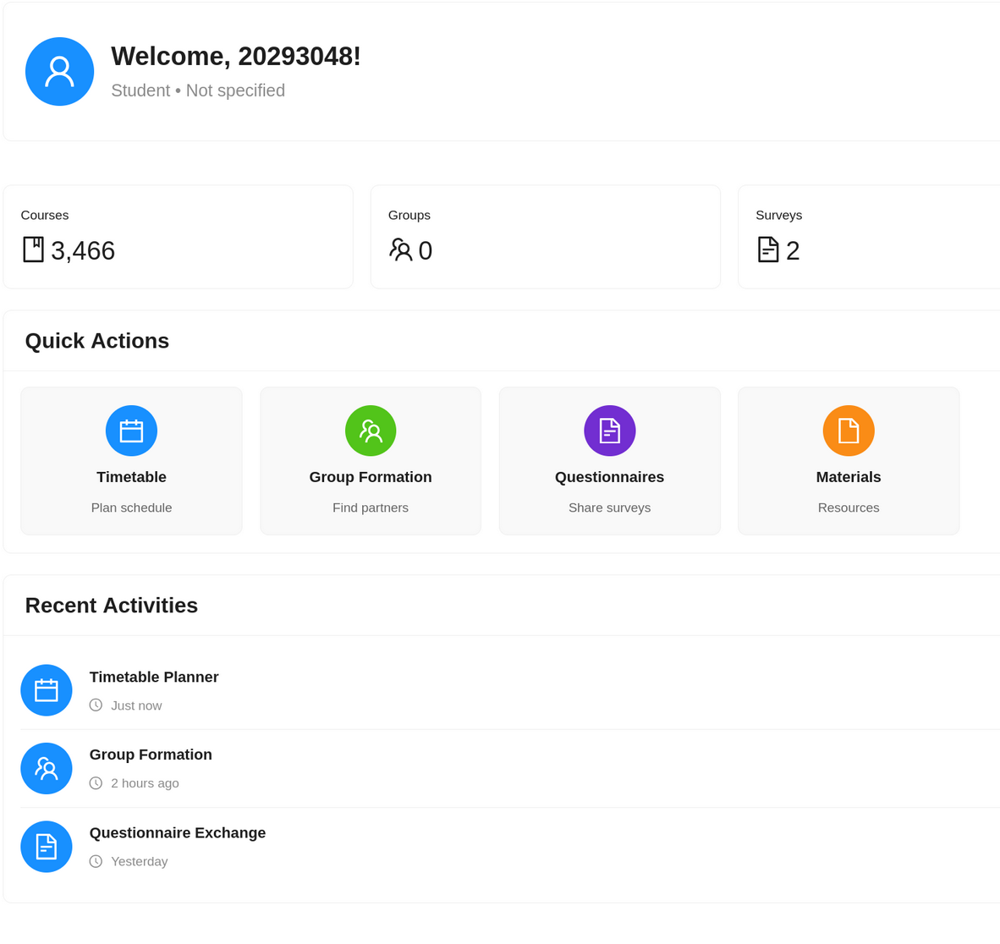 Welcome, 20293048!
Student • Not specified
Courses
3,466
Groups
0
Surveys
2
Quick Actions
Timetable
Plan schedule
Group Formation
Find partners
Questionnaires
Share surveys
Materials
Resources
Recent Activities
Timetable Planner
Just now
Group Formation
2 hours ago
Questionnaire Exchange
Yesterday